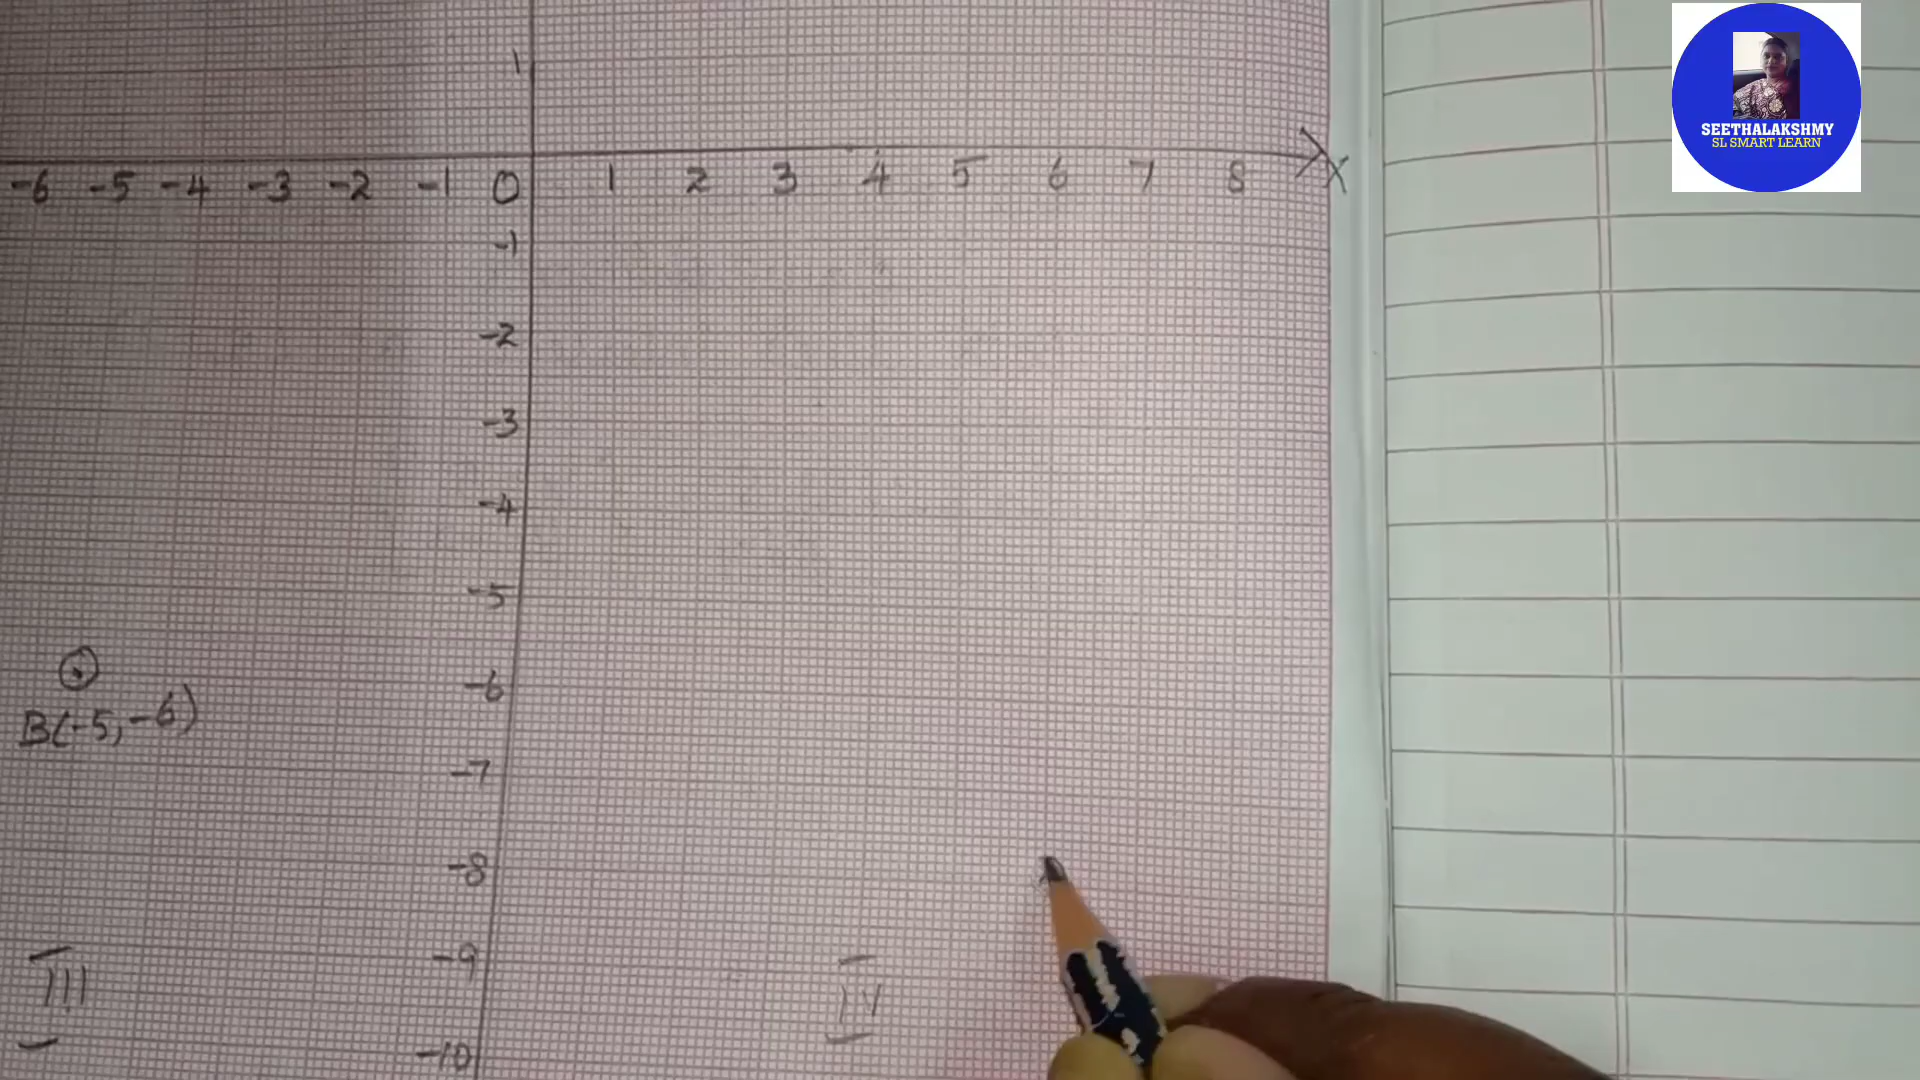 1
-6 -5 -4 -3 -2 -1 0 1 2 3 4 5 6 7 8 X
-1
-2
-3
-4
-5
-6
B(-5, -6)
-7
-8
-9
III
IV
-10
SEETHALAKSHMY
SL SMART LEARN